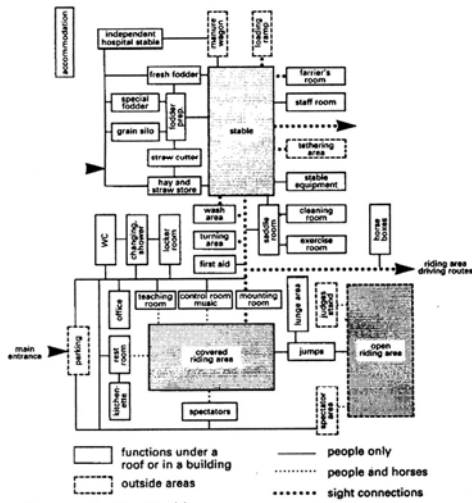 accommodation
independent
hospital stable
manure
wagon
loading
ramp
fresh fodder
farrier's
room
special
fodder
fodder
prep.
staff room
grain silo
stable
tethering
area
straw cutter
hay and
straw store
stable
equipment
wash area
saddle
room
cleaning
room
turning
area
exercise
room
horse
boxes
WC
changing,
shower
locker
room
first aid
riding area
driving routes
office
teaching
room
control room
music
mounting
room
lunge area
judges
stand
main
entrance
parking
rest
room
covered
riding area
jumps
open
riding area
kitchen-
ette
spectators
spectator
area
functions under a
roof or in a building
outside areas
people only
people and horses
sight connections